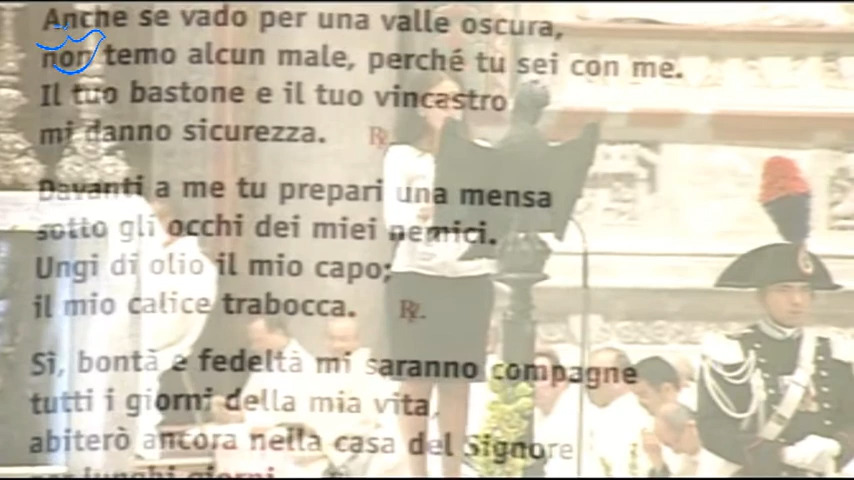 Anche se vado per una valle oscura,
non temo alcun male, perché tu sei con me.
Il tuo bastone e il tuo vincastro
mi danno sicurezza. R.
Davanti a me tu prepari una mensa
sotto gli occhi dei miei nemici.
Ungi di olio il mio capo;
il mio calice trabocca. R.
Sì, bontà e fedeltà mi saranno compagne
tutti i giorni della mia vita,
abiterò ancora nella casa del Signore
per lunghi giorni.